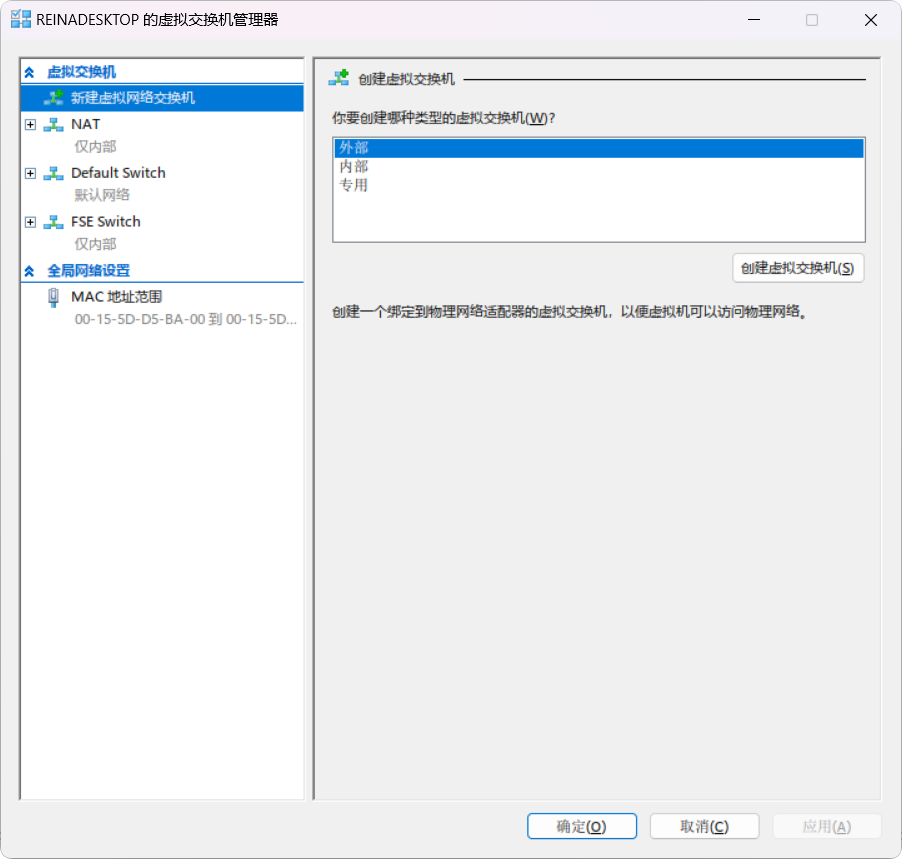 REINADESKTOP 的虚拟交换机管理器
虚拟交换机
新建虚拟网络交换机
NAT
仅内部
Default Switch
默认网络
FSE Switch
仅内部
全局网络设置
MAC 地址范围
00-15-5D-D5-BA-00 到 00-15-5D...
创建虚拟交换机
你要创建哪种类型的虚拟交换机(W)?
外部
内部
专用
创建虚拟交换机(S)
创建一个绑定到物理网络适配器的虚拟交换机，以便虚拟机可以访问物理网络。
确定(O)
取消(C)
应用(A)